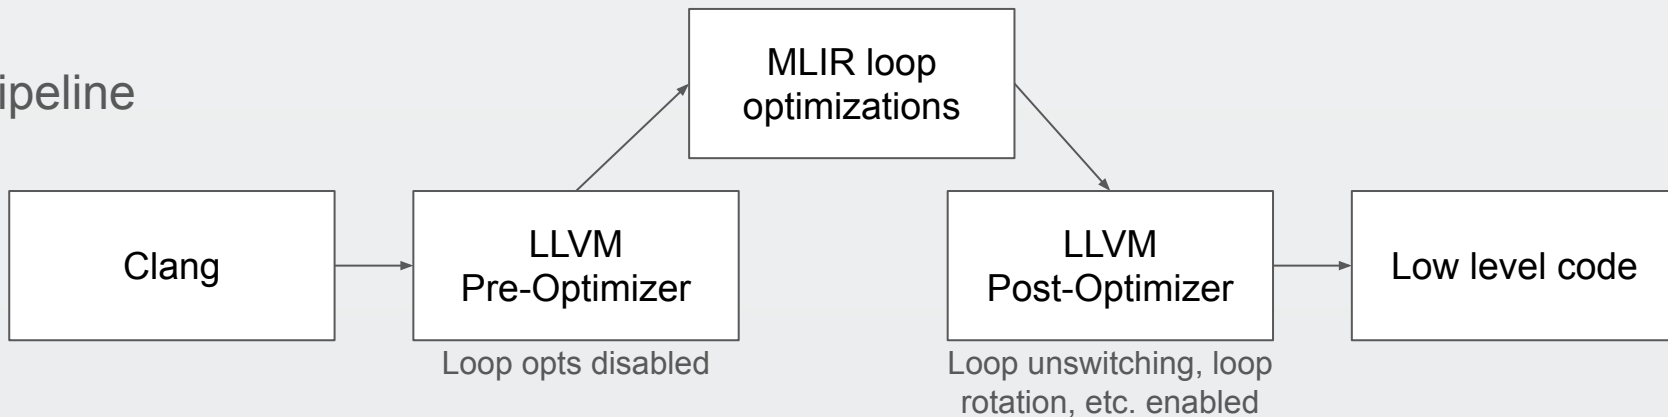 ipeline
MLIR loop
optimizations
Clang
LLVM
Pre-Optimizer
LLVM
Post-Optimizer
Low level code
Loop opts disabled
Loop unswitching, loop
rotation, etc. enabled